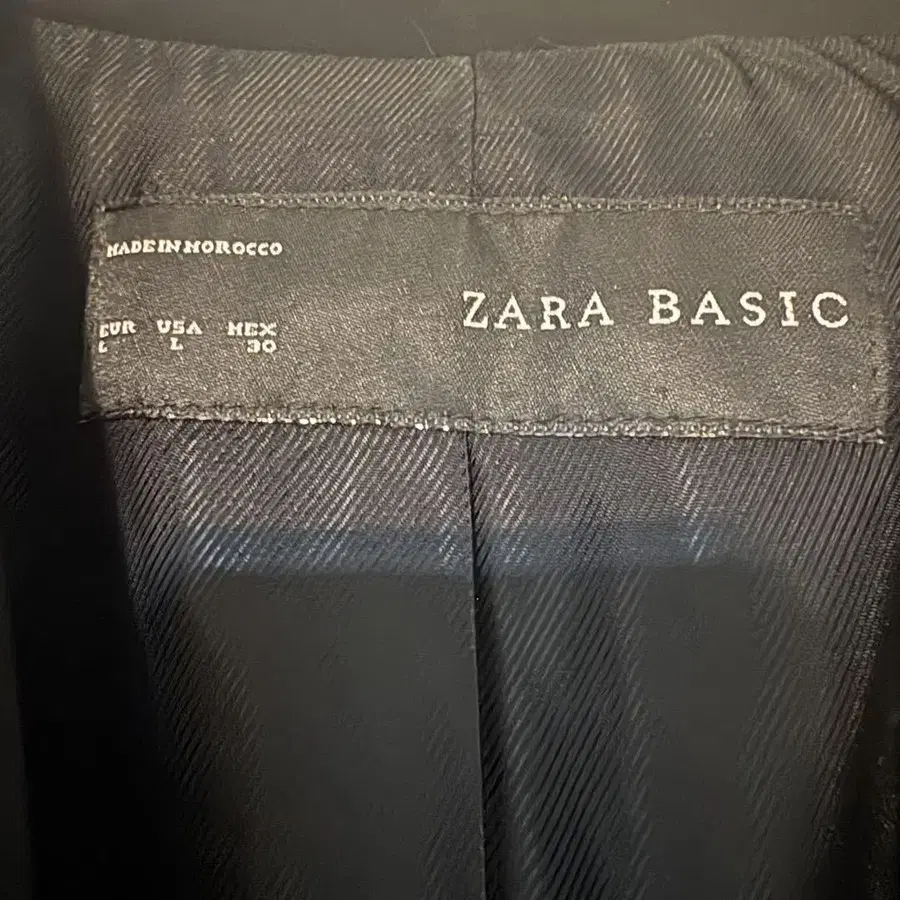 MADE IN MOROCCO
ZARA BASIC
EUR USA MEX
L L 30